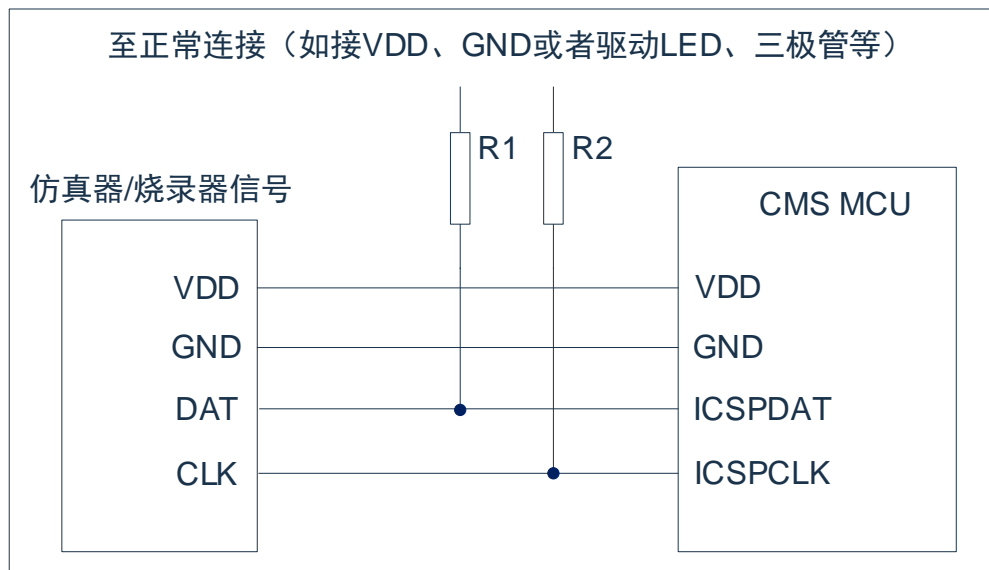 至正常连接（如接VDD、GND或者驱动LED、三极管等）
R1 R2
仿真器/烧录器信号
CMS MCU
VDD VDD
GND GND
DAT ICSPDAT
CLK ICSPCLK